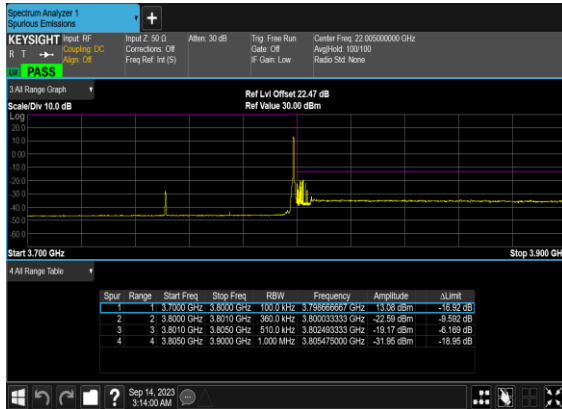 Spectrum Analyzer 1
Spurious Emissions
KEYSIGHT Input: RF Input Z: 50 Ω Atten: 30 dB Trig: Free Run Center Freq: 22.005000000 GHz
R T Coupling: DC Corrections: Off Gate: Off Avg|Hold: 100/100
Align: Off Freq Ref: Int (S) IF Gain: Low Radio Std: None
PASS
3 All Range Graph Ref Lvl Offset 22.47 dB
Scale/Div 10.0 dB Ref Value 30.00 dBm
Log
20.0
10.0
0.00
-10.0
-20.0
-30.0
-40.0
-50.0
-60.0
Start 3.700 GHz Stop 3.900 GH
4 All Range Table
Spur Range Start Freq Stop Freq RBW Frequency Amplitude ΔLimit
1 1 3.7000 GHz 3.8000 GHz 100.0 kHz 3.798666667 GHz 13.08 dBm -16.92 dB
2 2 3.8000 GHz 3.8010 GHz 360.0 kHz 3.800033333 GHz -22.59 dBm -9.592 dB
3 3 3.8010 GHz 3.8050 GHz 510.0 kHz 3.802493333 GHz -19.17 dBm -6.169 dB
4 4 3.8050 GHz 3.9000 GHz 1.000 MHz 3.805475000 GHz -31.95 dBm -18.95 dB
Sep 14, 2023
3:14:00 AM